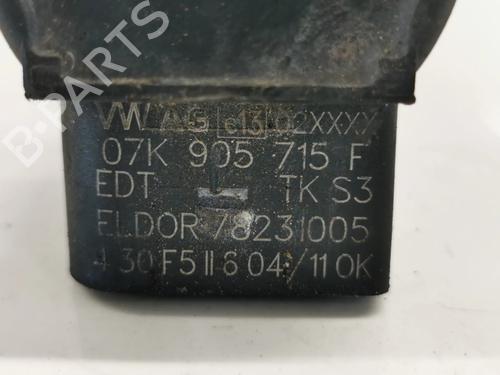 VW AG e13 02XXXX
07K 905 715 F
EDT TK S3
ELDOR 78231005
4 30 F5 II 6 04/11 OK
B-PARTS